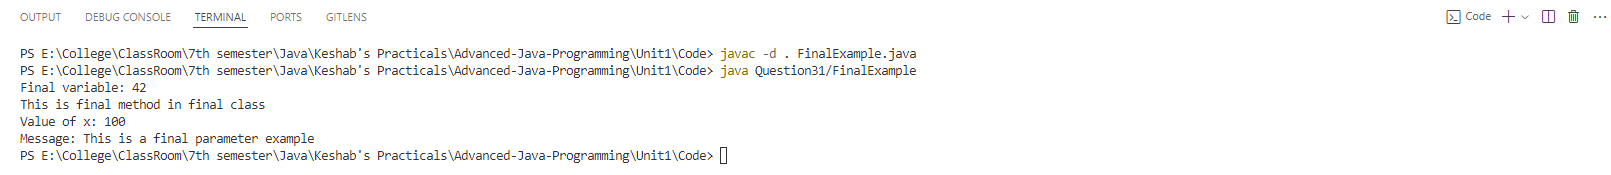 OUTPUT DEBUG CONSOLE TERMINAL PORTS GITLENS Code
PS E:\College\ClassRoom\7th semester\Java\Keshab's Practicals\Advanced-Java-Programming\Unit1\Code> javac -d . FinalExample.java
PS E:\College\ClassRoom\7th semester\Java\Keshab's Practicals\Advanced-Java-Programming\Unit1\Code> java Question31/FinalExample
Final variable: 42
This is final method in final class
Value of x: 100
Message: This is a final parameter example
PS E:\College\ClassRoom\7th semester\Java\Keshab's Practicals\Advanced-Java-Programming\Unit1\Code>